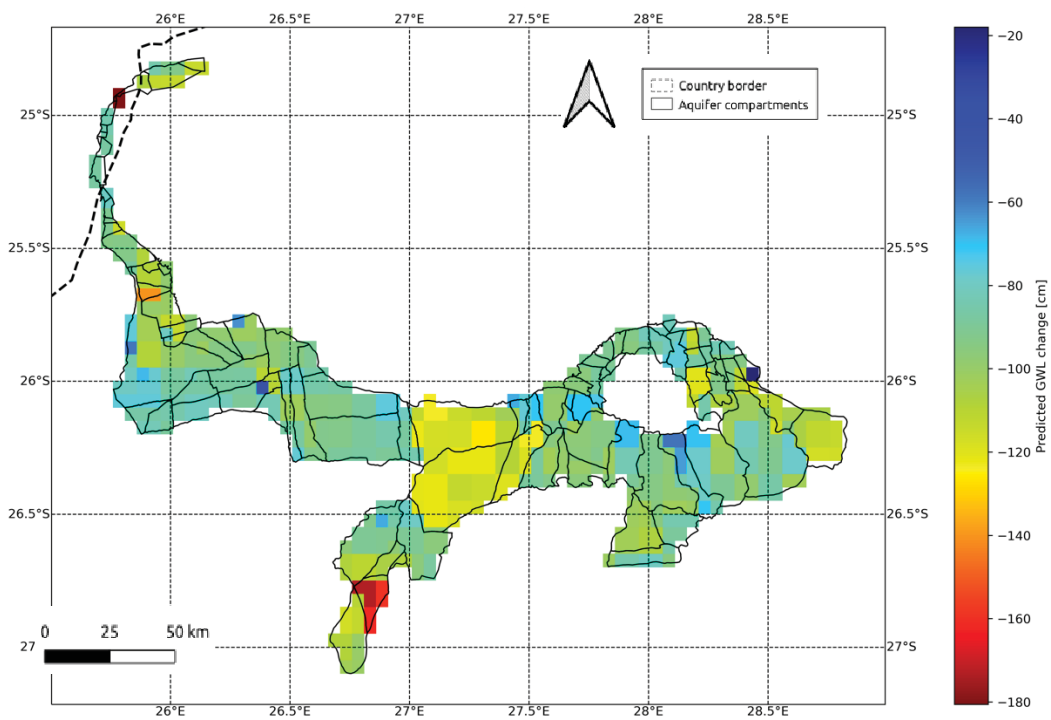 26°E 26.5°E 27°E 27.5°E 28°E 28.5°E
Country border
Aquifer compartments
25°S 25°S
25.5°S 25.5°S
26°S 26°S
26.5°S 26.5°S
27 27°S
0 25 50 km
26°E 26.5°E 27°E 27.5°E 28°E 28.5°E
−20
−40
−60
−80
−100
−120
−140
−160
−180
Predicted GWL change [cm]